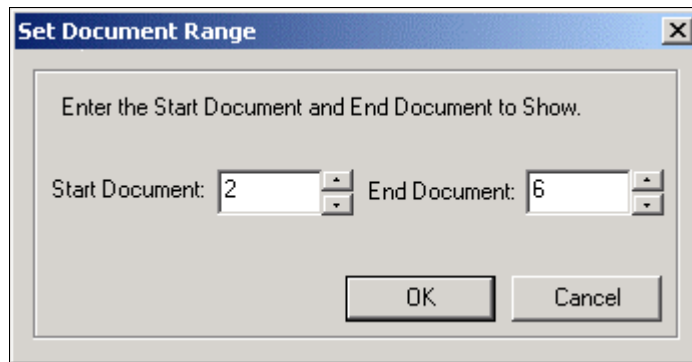 Set Document Range
Enter the Start Document and End Document to Show.
Start Document: 2 End Document: 6
OK Cancel